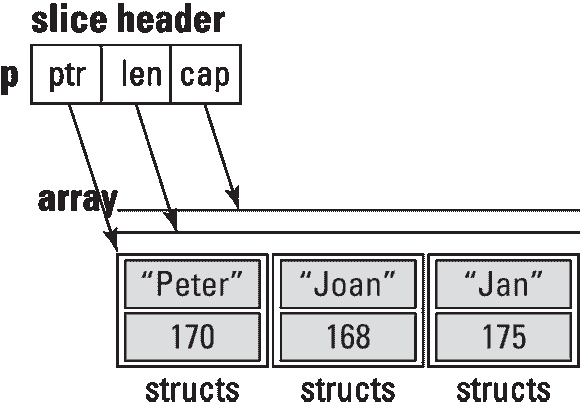 slice header
p ptr len cap
array
“Peter” “Joan” “Jan”
170 168 175
structs structs structs